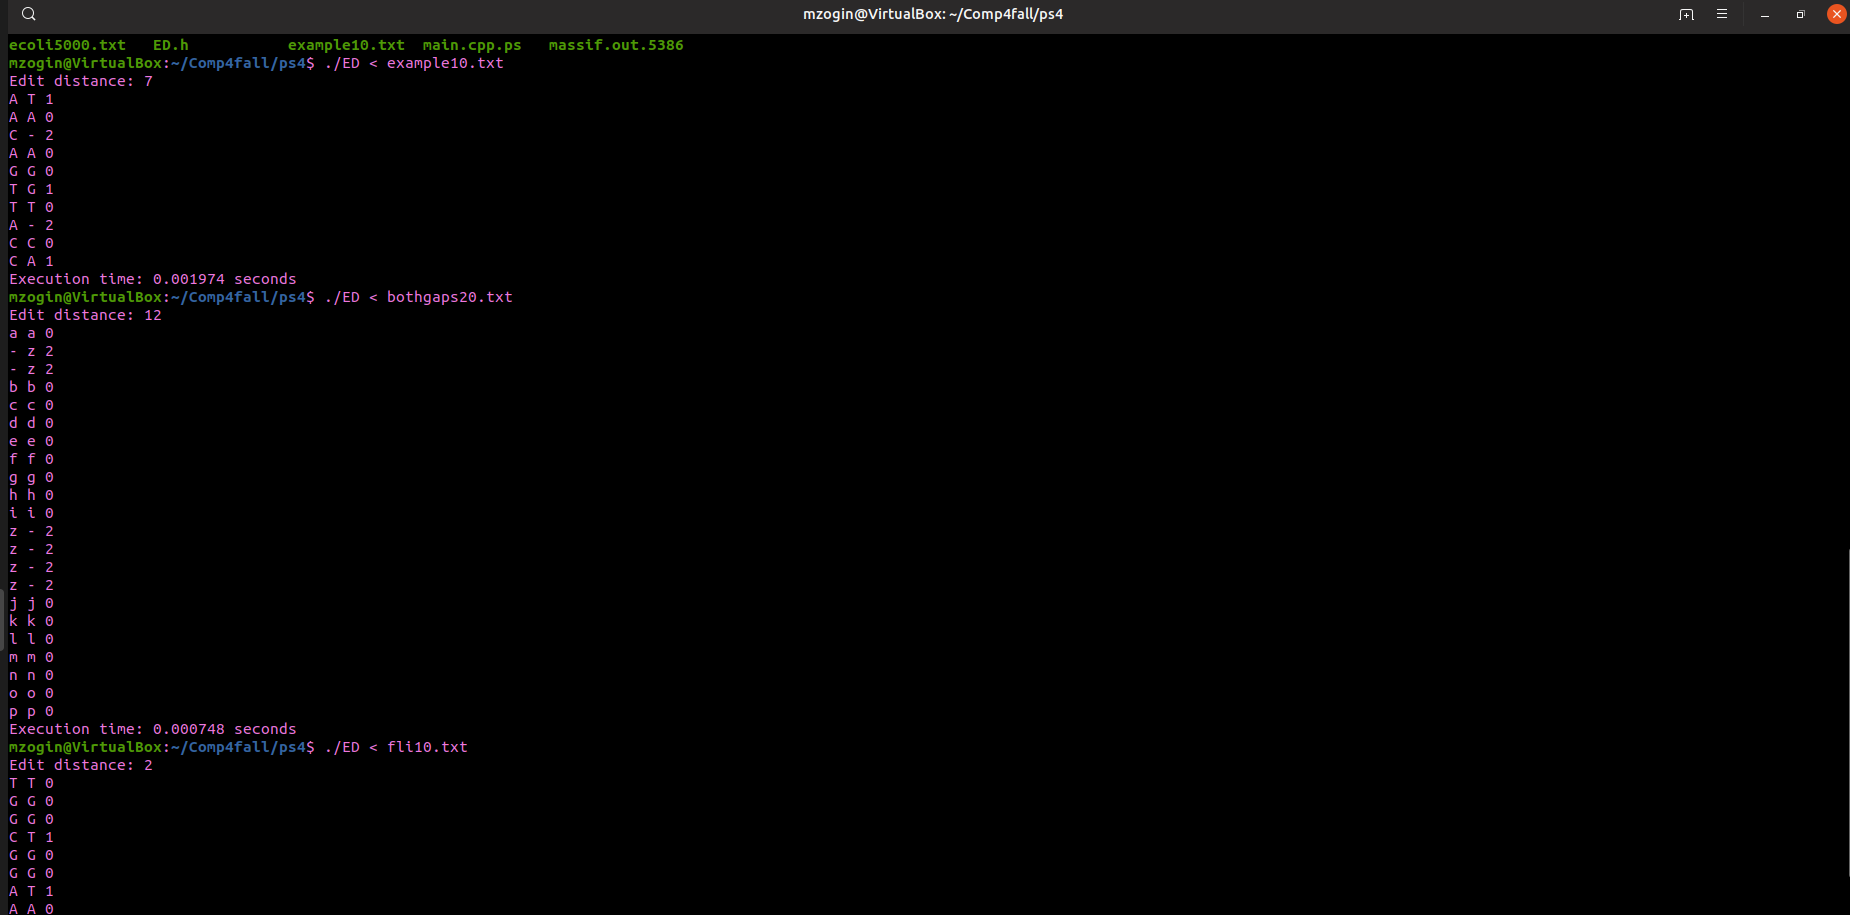 mzogin@VirtualBox: ~/Comp4fall/ps4
ecoli5000.txt ED.h example10.txt main.cpp.ps massif.out.5386
mzogin@VirtualBox:~/Comp4fall/ps4$ ./ED < example10.txt
Edit distance: 7
A T 1
A A 0
C - 2
A A 0
G G 0
T G 1
T T 0
A - 2
C C 0
C A 1
Execution time: 0.001974 seconds
mzogin@VirtualBox:~/Comp4fall/ps4$ ./ED < bothgaps20.txt
Edit distance: 12
a a 0
- z 2
- z 2
b b 0
c c 0
d d 0
e e 0
f f 0
g g 0
h h 0
i i 0
z - 2
z - 2
z - 2
z - 2
j j 0
k k 0
l l 0
m m 0
n n 0
o o 0
p p 0
Execution time: 0.000748 seconds
mzogin@VirtualBox:~/Comp4fall/ps4$ ./ED < fli10.txt
Edit distance: 2
T T 0
G G 0
G G 0
C T 1
G G 0
G G 0
A T 1
A A 0